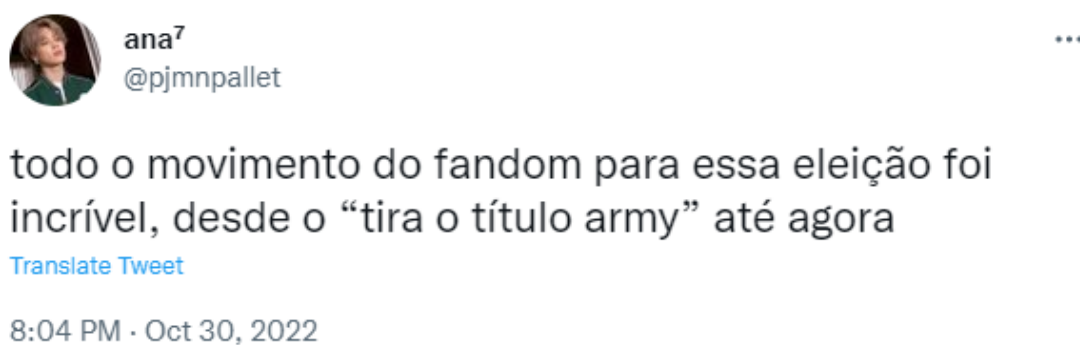 ana⁷
@pjmnpallet
todo o movimento do fandom para essa eleição foi
incrível, desde o “tira o título army” até agora
Translate Tweet
8:04 PM · Oct 30, 2022